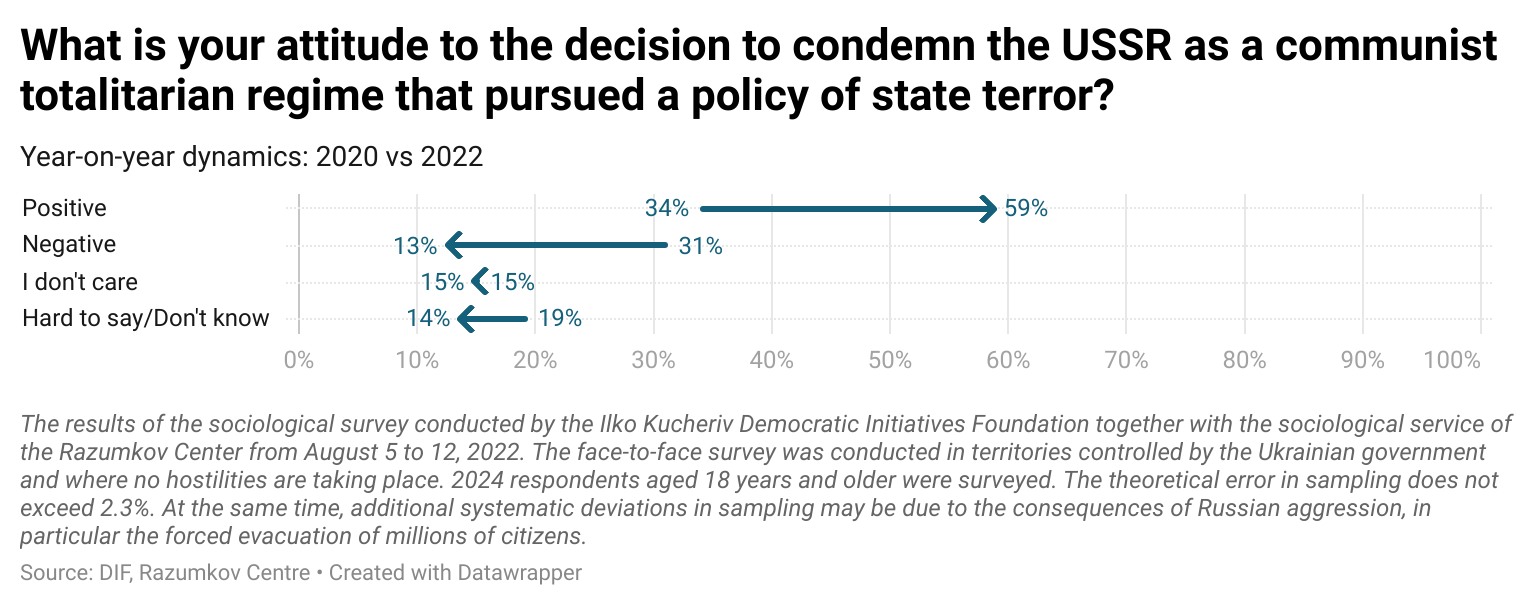 What is your attitude to the decision to condemn the USSR as a communist
totalitarian regime that pursued a policy of state terror?
Year-on-year dynamics: 2020 vs 2022
Positive 34% 59%
Negative 13% 31%
I don't care 15% 15%
Hard to say/Don't know 14% 19%
0% 10% 20% 30% 40% 50% 60% 70% 80% 90% 100%
The results of the sociological survey conducted by the Ilko Kucheriv Democratic Initiatives Foundation together with the sociological service of
the Razumkov Center from August 5 to 12, 2022. The face-to-face survey was conducted in territories controlled by the Ukrainian government
and where no hostilities are taking place. 2024 respondents aged 18 years and older were surveyed. The theoretical error in sampling does not
exceed 2.3%. At the same time, additional systematic deviations in sampling may be due to the consequences of Russian aggression, in
particular the forced evacuation of millions of citizens.
Source: DIF, Razumkov Centre • Created with Datawrapper